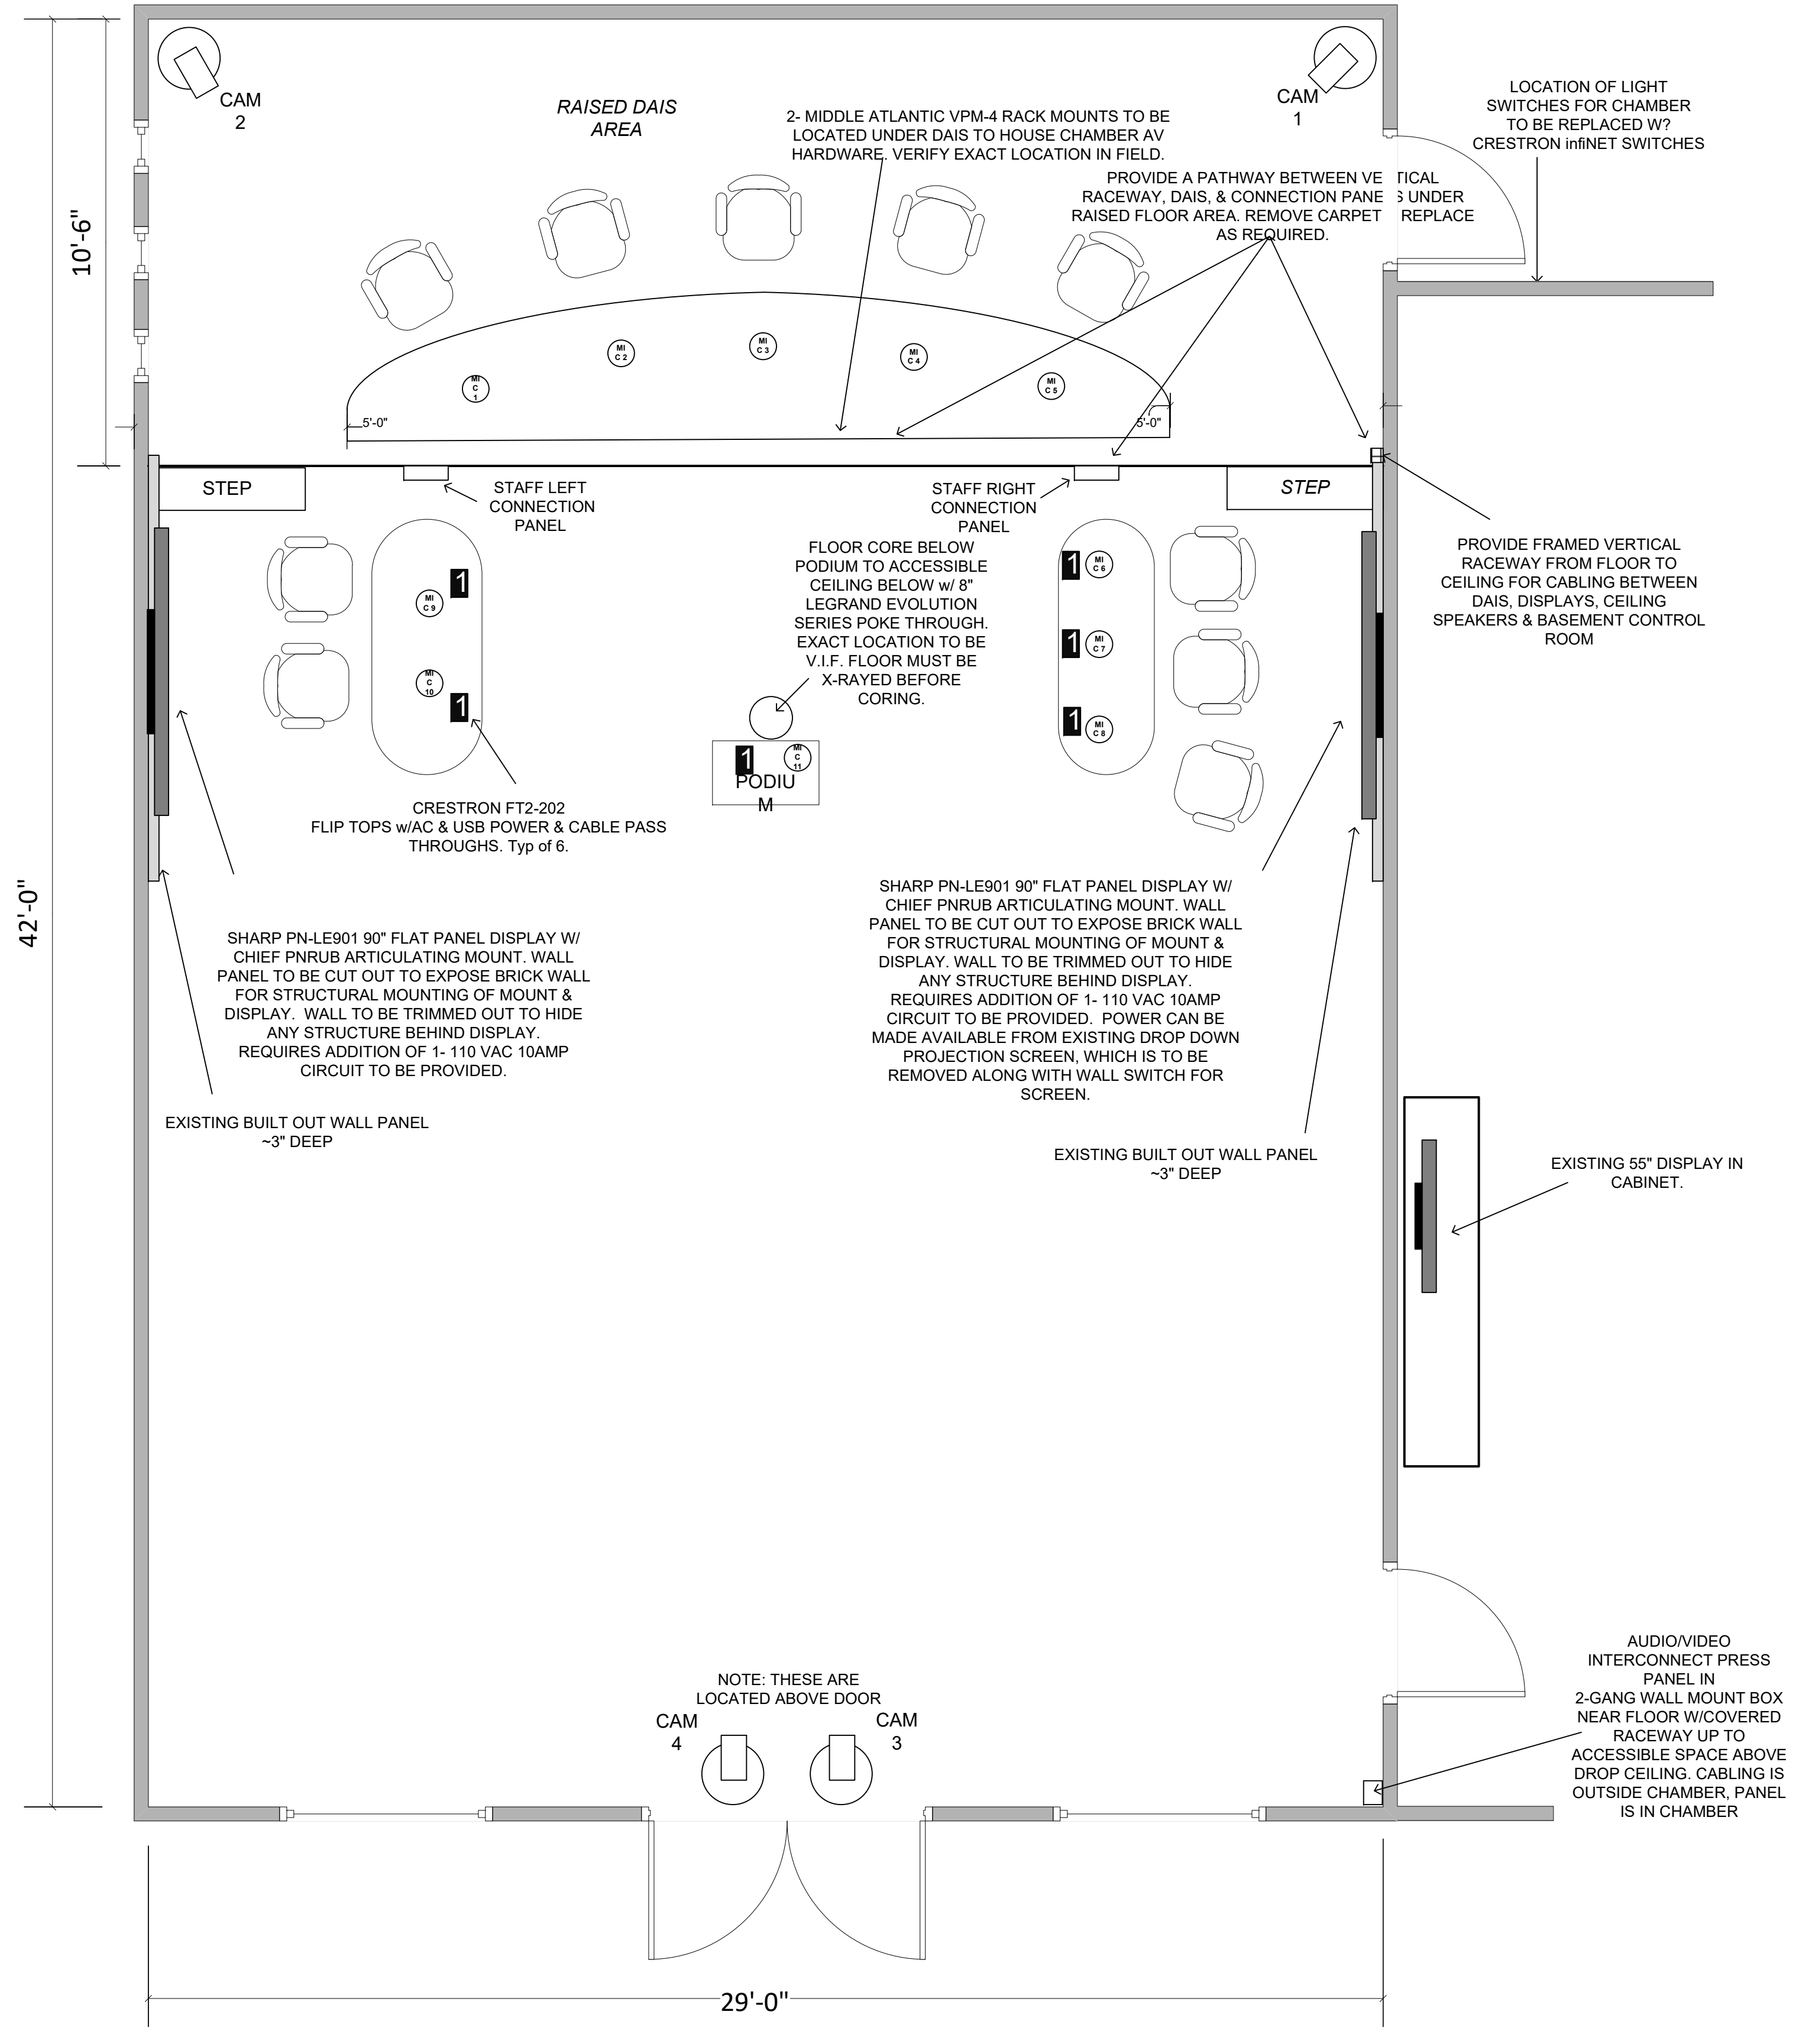 CAM
2
RAISED DAIS
AREA
2- MIDDLE ATLANTIC VPM-4 RACK MOUNTS TO BE
LOCATED UNDER DAIS TO HOUSE CHAMBER AV
HARDWARE. VERIFY EXACT LOCATION IN FIELD.
CAM
1
LOCATION OF LIGHT
SWITCHES FOR CHAMBER
TO BE REPLACED W?
CRESTRON infiNET SWITCHES
PROVIDE A PATHWAY BETWEEN VE TICAL
RACEWAY, DAIS, & CONNECTION PANE S UNDER
RAISED FLOOR AREA. REMOVE CARPET REPLACE
AS REQUIRED.
10'-6"
MI
C
1
MI
C 2
MI
C 3
MI
C 4
MI
C 5
5'-0"
5'-0"
STEP
STAFF LEFT
CONNECTION
PANEL
STAFF RIGHT
CONNECTION
PANEL
STEP
FLOOR CORE BELOW
PODIUM TO ACCESSIBLE
CEILING BELOW w/ 8"
LEGRAND EVOLUTION
SERIES POKE THROUGH.
EXACT LOCATION TO BE
V.I.F. FLOOR MUST BE
X-RAYED BEFORE
CORING.
PROVIDE FRAMED VERTICAL
RACEWAY FROM FLOOR TO
CEILING FOR CABLING BETWEEN
DAIS, DISPLAYS, CEILING
SPEAKERS & BASEMENT CONTROL
ROOM
1
MI
C 9
MI
C
10
1
1
MI
C 6
1
MI
C 7
1
MI
C 8
1
MI
C
11
PODIU
M
CRESTRON FT2-202
FLIP TOPS w/AC & USB POWER & CABLE PASS
THROUGHS. Typ of 6.
42'-0"
SHARP PN-LE901 90" FLAT PANEL DISPLAY W/
CHIEF PNRUB ARTICULATING MOUNT. WALL
PANEL TO BE CUT OUT TO EXPOSE BRICK WALL
FOR STRUCTURAL MOUNTING OF MOUNT &
DISPLAY. WALL TO BE TRIMMED OUT TO HIDE
ANY STRUCTURE BEHIND DISPLAY.
REQUIRES ADDITION OF 1- 110 VAC 10AMP
CIRCUIT TO BE PROVIDED.
SHARP PN-LE901 90" FLAT PANEL DISPLAY W/
CHIEF PNRUB ARTICULATING MOUNT. WALL
PANEL TO BE CUT OUT TO EXPOSE BRICK WALL
FOR STRUCTURAL MOUNTING OF MOUNT &
DISPLAY. WALL TO BE TRIMMED OUT TO HIDE
ANY STRUCTURE BEHIND DISPLAY.
REQUIRES ADDITION OF 1- 110 VAC 10AMP
CIRCUIT TO BE PROVIDED. POWER CAN BE
MADE AVAILABLE FROM EXISTING DROP DOWN
PROJECTION SCREEN, WHICH IS TO BE
REMOVED ALONG WITH WALL SWITCH FOR
SCREEN.
EXISTING BUILT OUT WALL PANEL
~3" DEEP
EXISTING BUILT OUT WALL PANEL
~3" DEEP
EXISTING 55" DISPLAY IN
CABINET.
NOTE: THESE ARE
LOCATED ABOVE DOOR
CAM
4
CAM
3
AUDIO/VIDEO
INTERCONNECT PRESS
PANEL IN
2-GANG WALL MOUNT BOX
NEAR FLOOR W/COVERED
RACEWAY UP TO
ACCESSIBLE SPACE ABOVE
DROP CEILING. CABLING IS
OUTSIDE CHAMBER, PANEL
IS IN CHAMBER
29'-0"